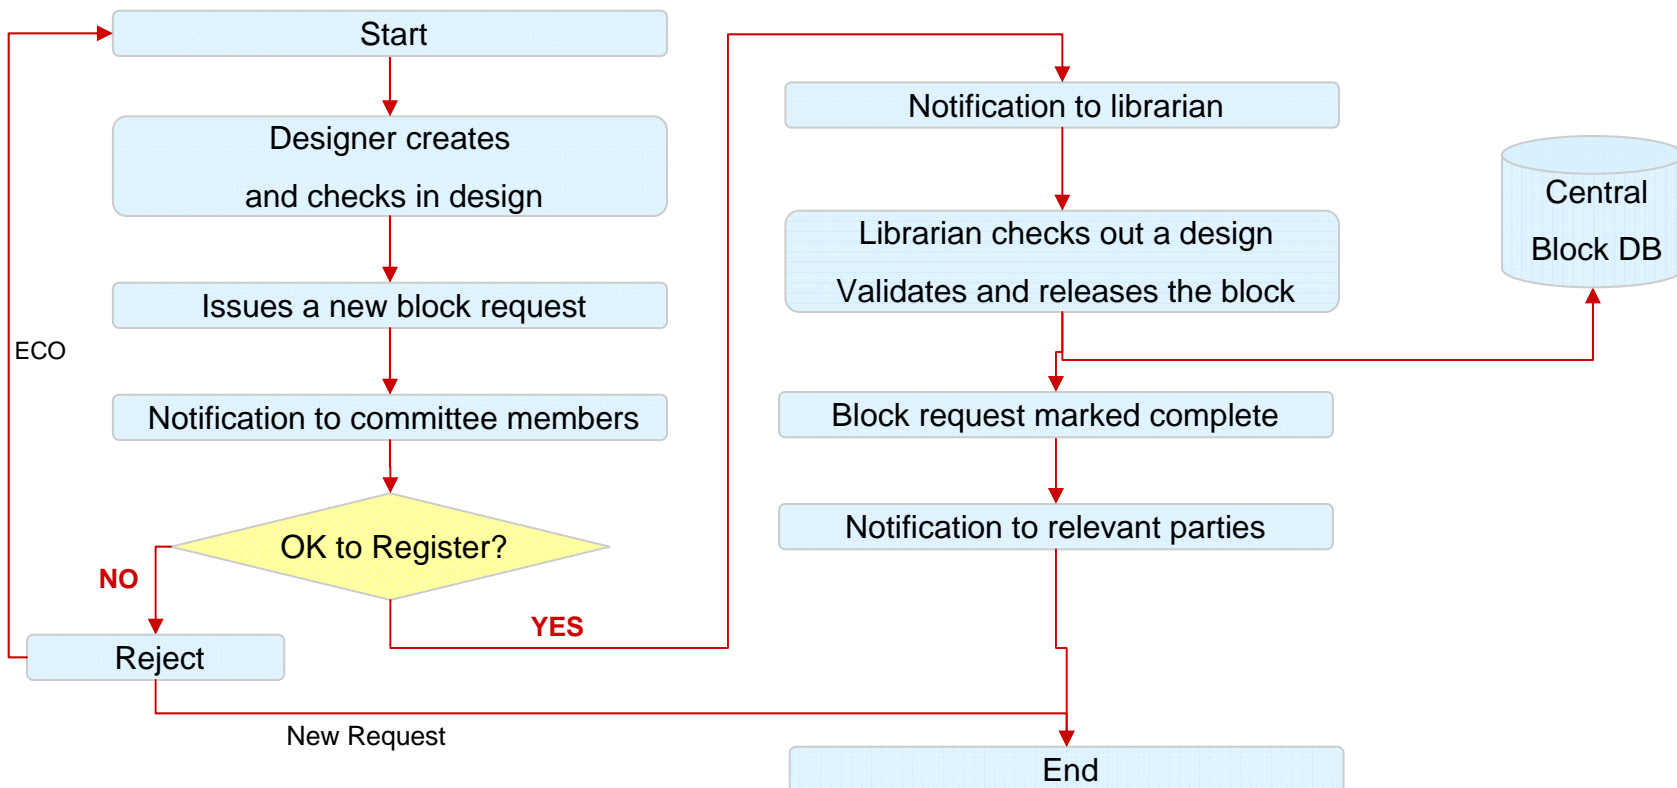 Start
Designer creates
and checks in design
Issues a new block request
ECO
Notification to committee members
OK to Register?
NO
YES
Reject
New Request
Notification to librarian
Librarian checks out a design
Validates and releases the block
Central
Block DB
Block request marked complete
Notification to relevant parties
End